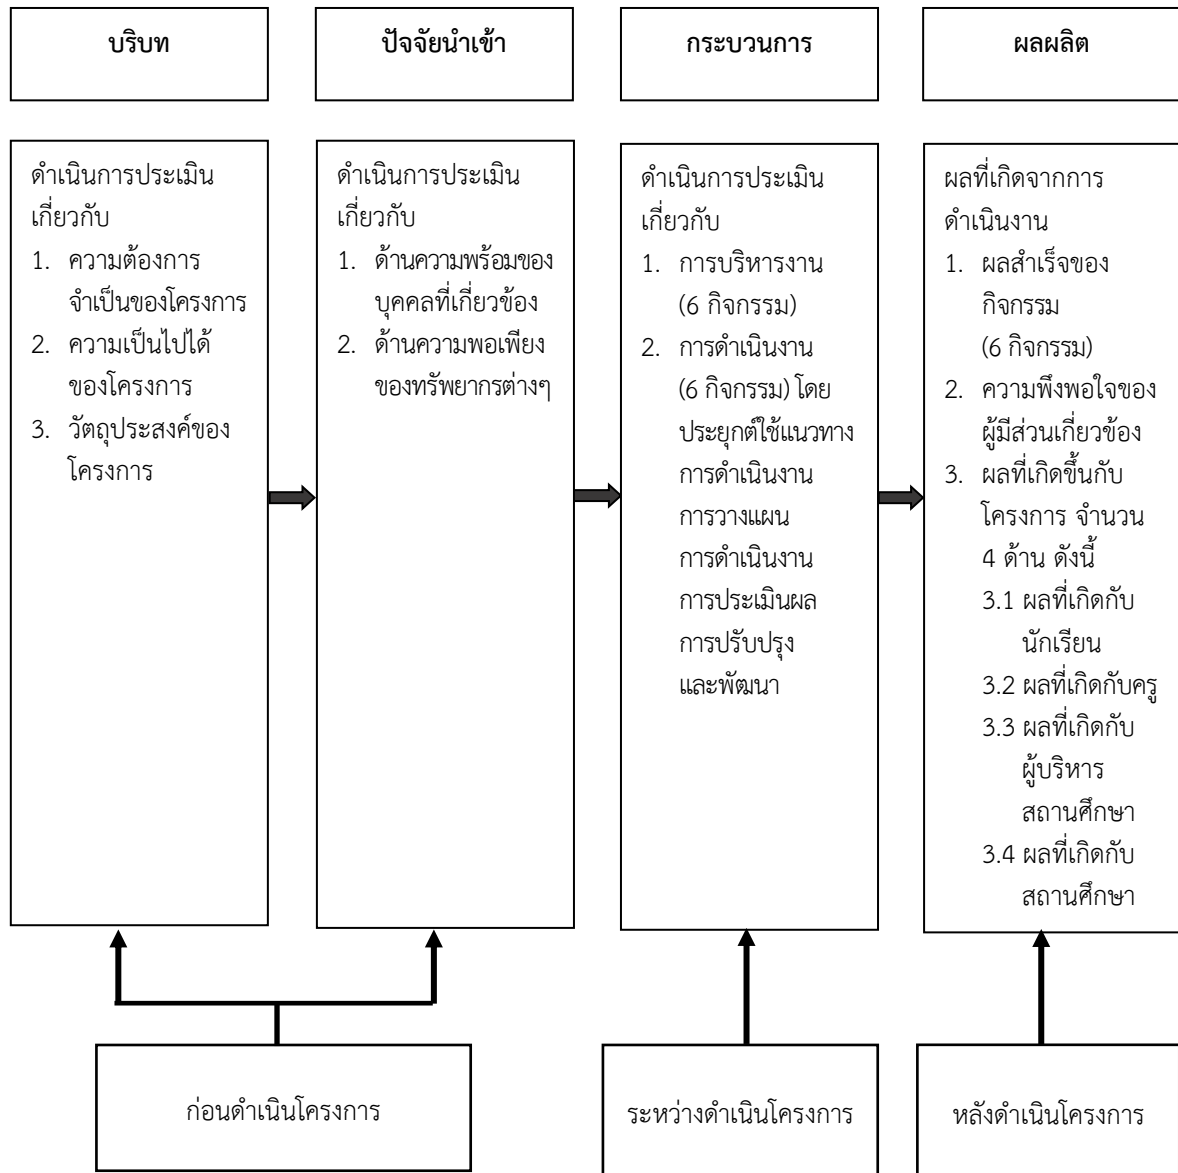 บริบท
ปัจจัยนำเข้า
กระบวนการ
ผลผลิต
ดำเนินการประเมิน
เกี่ยวกับ
1. ความต้องการ
จำเป็นของโครงการ
2. ความเป็นไปได้
ของโครงการ
3. วัตถุประสงค์ของ
โครงการ
ดำเนินการประเมิน
เกี่ยวกับ
1. ด้านความพร้อมของ
บุคคลที่เกี่ยวข้อง
2. ด้านความพอเพียง
ของทรัพยากรต่างๆ
ดำเนินการประเมิน
เกี่ยวกับ
1. การบริหารงาน
(6 กิจกรรม)
2. การดำเนินงาน
(6 กิจกรรม) โดย
ประยุกต์ใช้แนวทาง
การดำเนินงาน
การวางแผน
การดำเนินงาน
การประเมินผล
การปรับปรุง
และพัฒนา
ผลที่เกิดจากการ
ดำเนินงาน
1. ผลสำเร็จของ
กิจกรรม
(6 กิจกรรม)
2. ความพึงพอใจของ
ผู้มีส่วนเกี่ยวข้อง
3. ผลที่เกิดขึ้นกับ
โครงการ จำนวน
4 ด้าน ดังนี้
3.1 ผลที่เกิดกับ
นักเรียน
3.2 ผลที่เกิดกับครู
3.3 ผลที่เกิดกับ
ผู้บริหาร
สถานศึกษา
3.4 ผลที่เกิดกับ
สถานศึกษา
ก่อนดำเนินโครงการ
ระหว่างดำเนินโครงการ
หลังดำเนินโครงการ